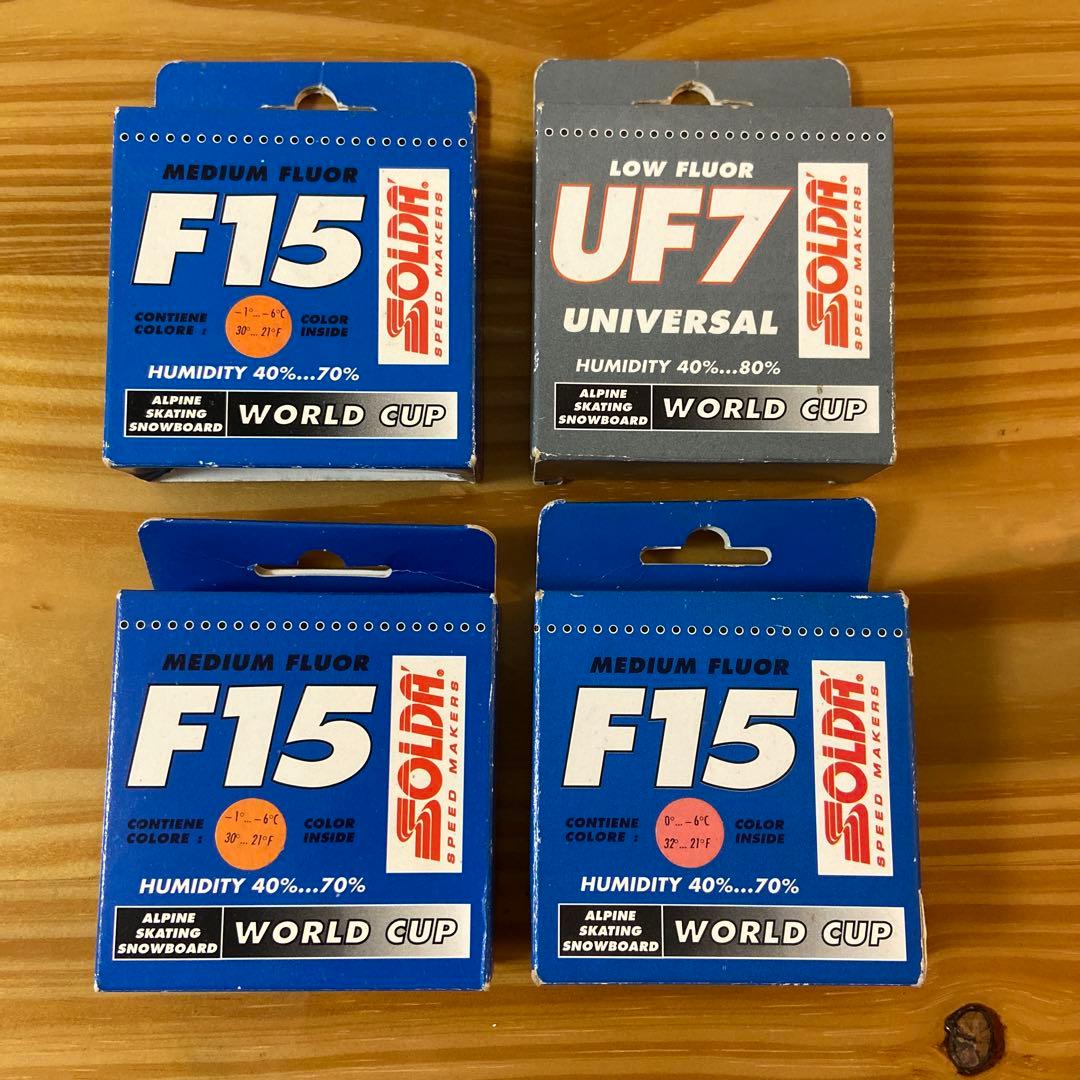 MEDIUM FLUOR
F15
CONTIENE
COLORE :
-1°... -6°C
30°... 21°F
COLOR
INSIDE
HUMIDITY 40%...70%
ALPINE
SKATING
SNOWBOARD
WORLD CUP
SOLDA'®
SPEED MAKERS
LOW FLUOR
UF7
UNIVERSAL
HUMIDITY 40%...80%
ALPINE
SKATING
SNOWBOARD
WORLD CUP
SOLDA'®
SPEED MAKERS
MEDIUM FLUOR
F15
CONTIENE
COLORE :
-1°... -6°C
30°... 21°F
COLOR
INSIDE
HUMIDITY 40%...70%
ALPINE
SKATING
SNOWBOARD
WORLD CUP
SOLDA'®
SPEED MAKERS
MEDIUM FLUOR
F15
CONTIENE
COLORE :
0°... -6°C
32°... 21°F
COLOR
INSIDE
HUMIDITY 40%...70%
ALPINE
SKATING
SNOWBOARD
WORLD CUP
SOLDA'®
SPEED MAKERS